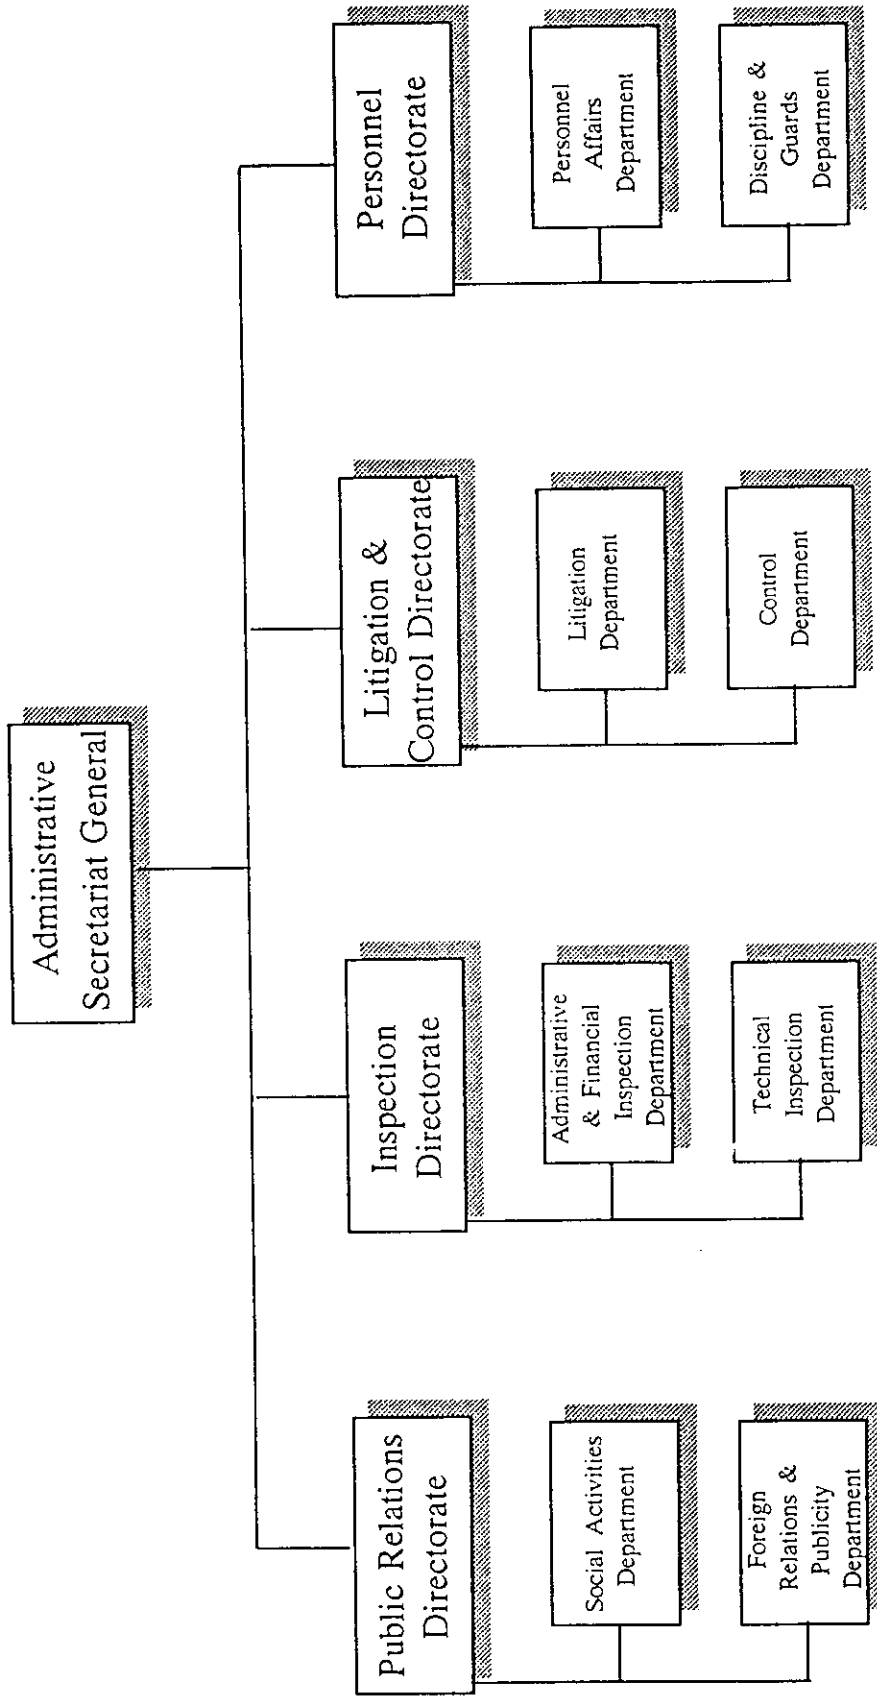 Administrative
Secretariat General
Public Relations
Directorate
Social Activities
Department
Foreign
Relations &
Publicity
Department
Inspection
Directorate
Administrative
& Financial
Inspection
Department
Technical
Inspection
Department
Litigation &
Control Directorate
Litigation
Department
Control
Department
Personnel
Directorate
Personnel
Affairs
Department
Discipline &
Guards
Department